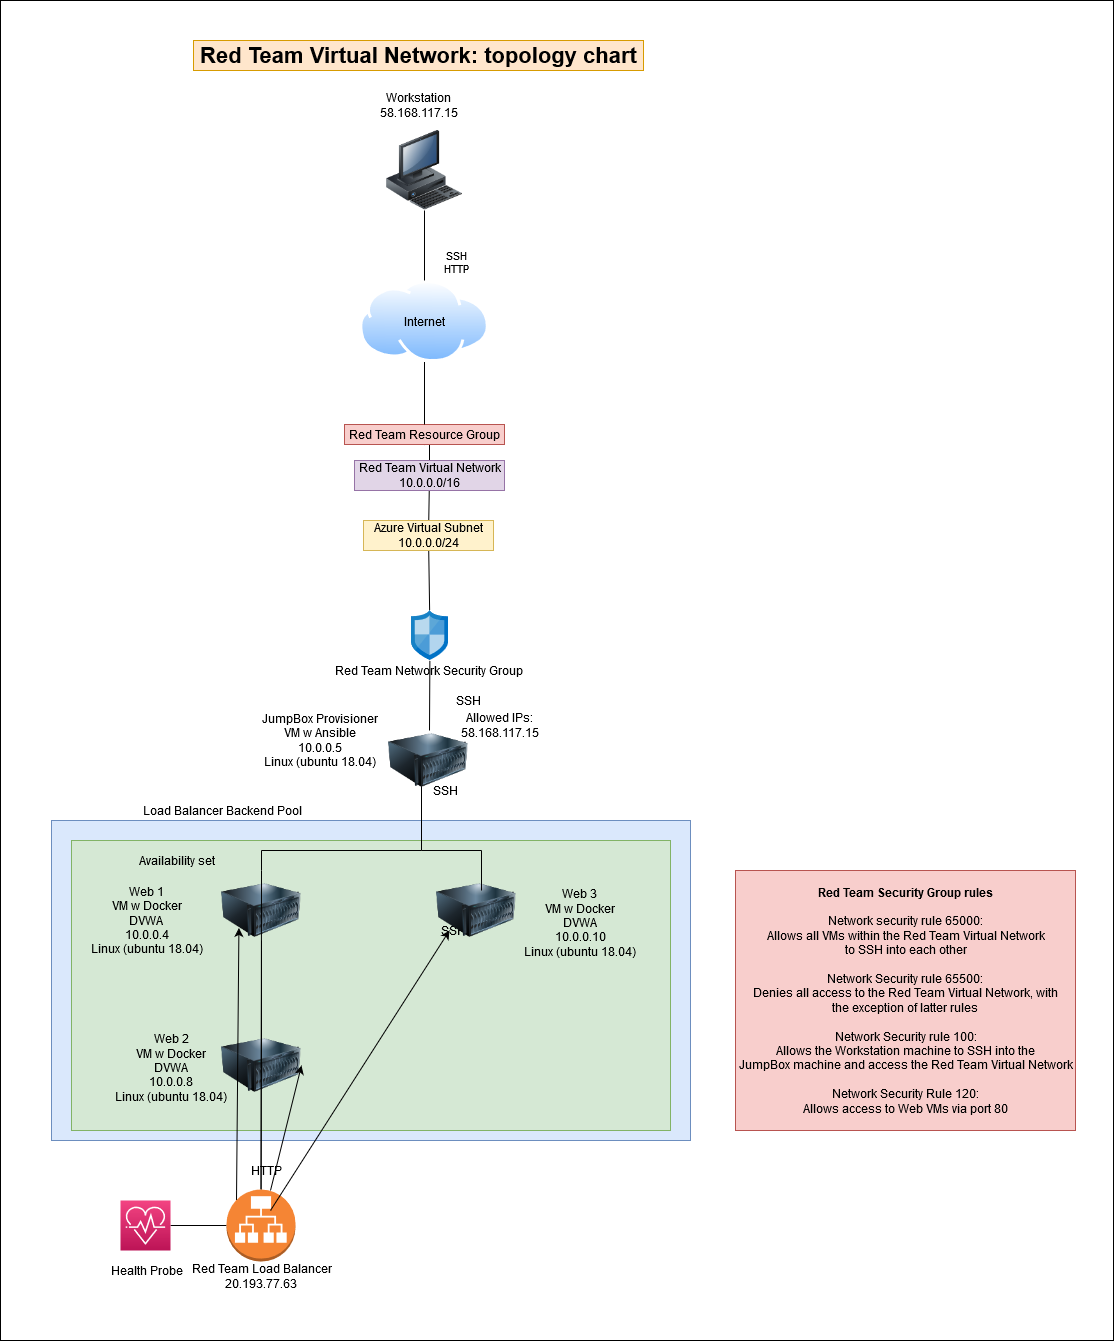 Red Team Virtual Network: topology chart
Workstation
58.168.117.15
SSH
HTTP
Internet
Red Team Resource Group
Red Team Virtual Network
10.0.0.0/16
Azure Virtual Subnet
10.0.0.0/24
Red Team Network Security Group
SSH
Allowed IPs:
58.168.117.15
JumpBox Provisioner
VM w Ansible
10.0.0.5
Linux (ubuntu 18.04)
SSH
Load Balancer Backend Pool
Availability set
Web 1
VM w Docker
DVWA
10.0.0.4
Linux (ubuntu 18.04)
Web 3
VM w Docker
DVWA
10.0.0.10
Linux (ubuntu 18.04)
SSH
Web 2
VM w Docker
DVWA
10.0.0.8
Linux (ubuntu 18.04)
Red Team Security Group rules
Network security rule 65000:
Allows all VMs within the Red Team Virtual Network
to SSH into each other
Network Security rule 65500:
Denies all access to the Red Team Virtual Network, with
the exception of latter rules
Network Security rule 100:
Allows the Workstation machine to SSH into the
JumpBox machine and access the Red Team Virtual Network
Network Security Rule 120:
Allows access to Web VMs via port 80
HTTP
Health Probe
Red Team Load Balancer
20.193.77.63